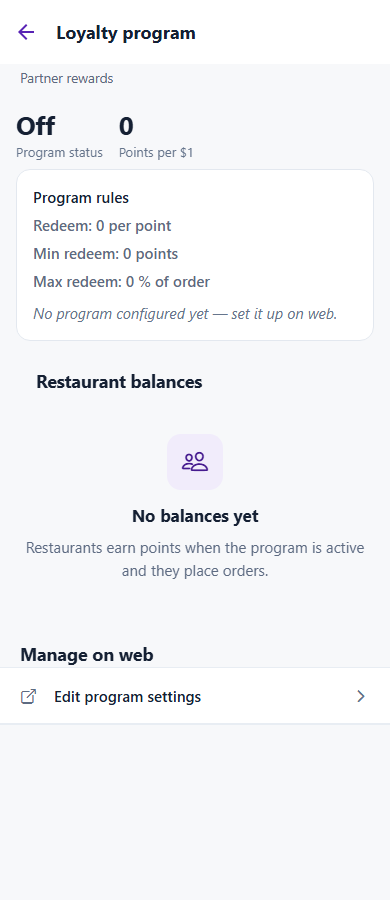 Loyalty program
Partner rewards
Off
0
Program status
Points per $1
Program rules
Redeem: 0 per point
Min redeem: 0 points
Max redeem: 0 % of order
No program configured yet — set it up on web.
Restaurant balances
No balances yet
Restaurants earn points when the program is active
and they place orders.
Manage on web
Edit program settings